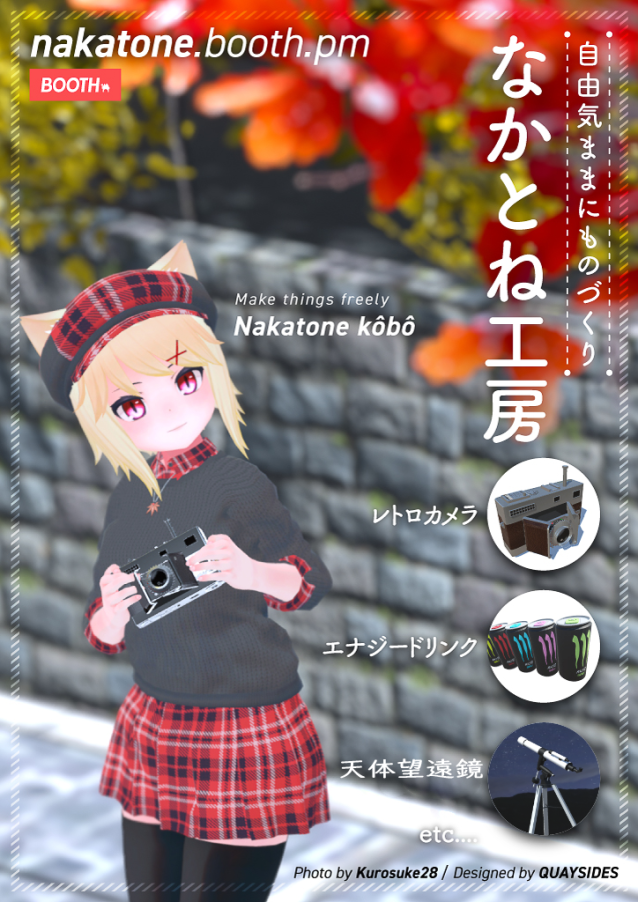 nakatone.booth.pm
BOOTH
自由気ままにものづくり
なかとね工房
Make things freely
Nakatone kôbô
レトロカメラ
エナジードリンク
天体望遠鏡
etc....
Photo by Kurosuke28 / Designed by QUAYSIDES